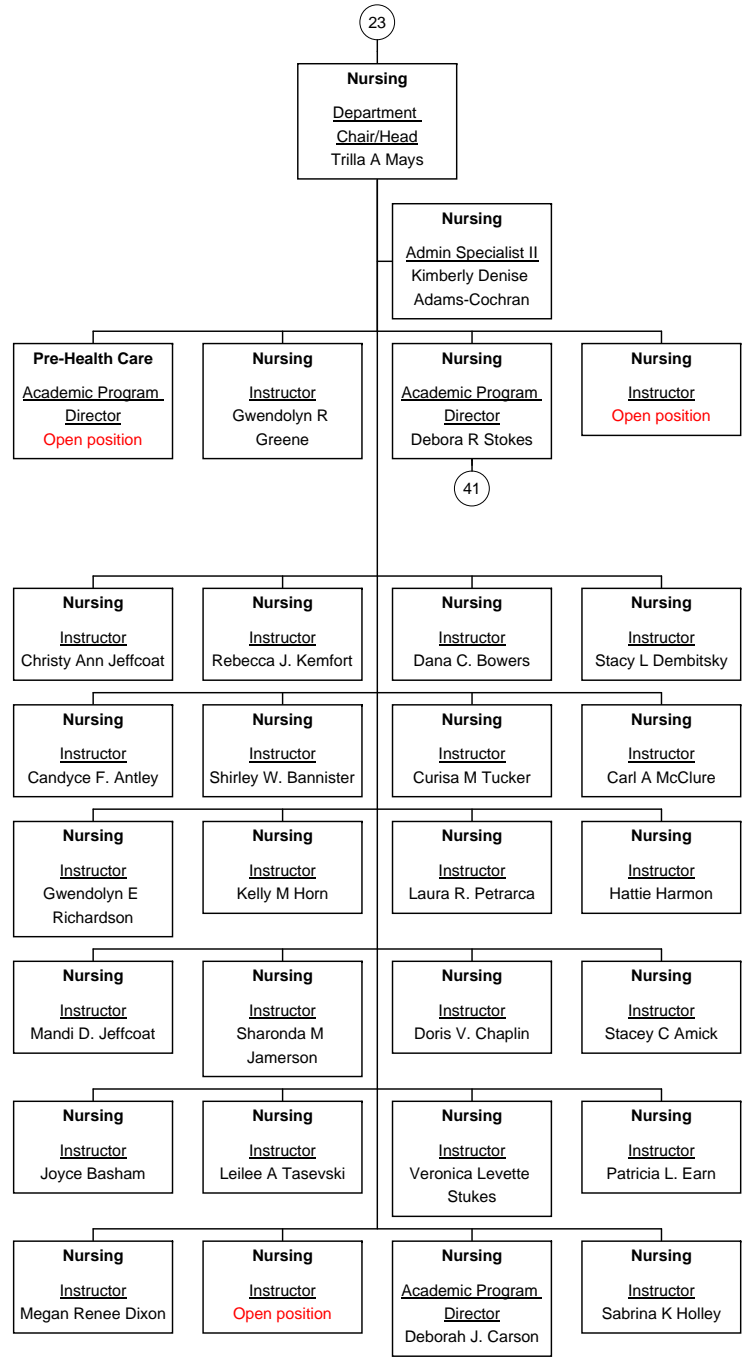 23
Nursing
Department
Chair/Head
Trilla A Mays
Nursing
Admin Specialist II
Kimberly Denise
Adams-Cochran
Pre-Health Care
Academic Program
Director
Open position
Nursing
Instructor
Gwendolyn R
Greene
Nursing
Academic Program
Director
Debora R Stokes
Nursing
Instructor
Open position
41
Nursing
Instructor
Christy Ann Jeffcoat
Nursing
Instructor
Rebecca J. Kemfort
Nursing
Instructor
Dana C. Bowers
Nursing
Instructor
Stacy L Dembitsky
Nursing
Instructor
Candyce F. Antley
Nursing
Instructor
Shirley W. Bannister
Nursing
Instructor
Curisa M Tucker
Nursing
Instructor
Carl A McClure
Nursing
Instructor
Gwendolyn E
Richardson
Nursing
Instructor
Kelly M Horn
Nursing
Instructor
Laura R. Petrarca
Nursing
Instructor
Hattie Harmon
Nursing
Instructor
Mandi D. Jeffcoat
Nursing
Instructor
Sharonda M
Jamerson
Nursing
Instructor
Doris V. Chaplin
Nursing
Instructor
Stacey C Amick
Nursing
Instructor
Joyce Basham
Nursing
Instructor
Leilee A Tasevski
Nursing
Instructor
Veronica Levette
Stukes
Nursing
Instructor
Patricia L. Earn
Nursing
Instructor
Megan Renee Dixon
Nursing
Instructor
Open position
Nursing
Academic Program
Director
Deborah J. Carson
Nursing
Instructor
Sabrina K Holley